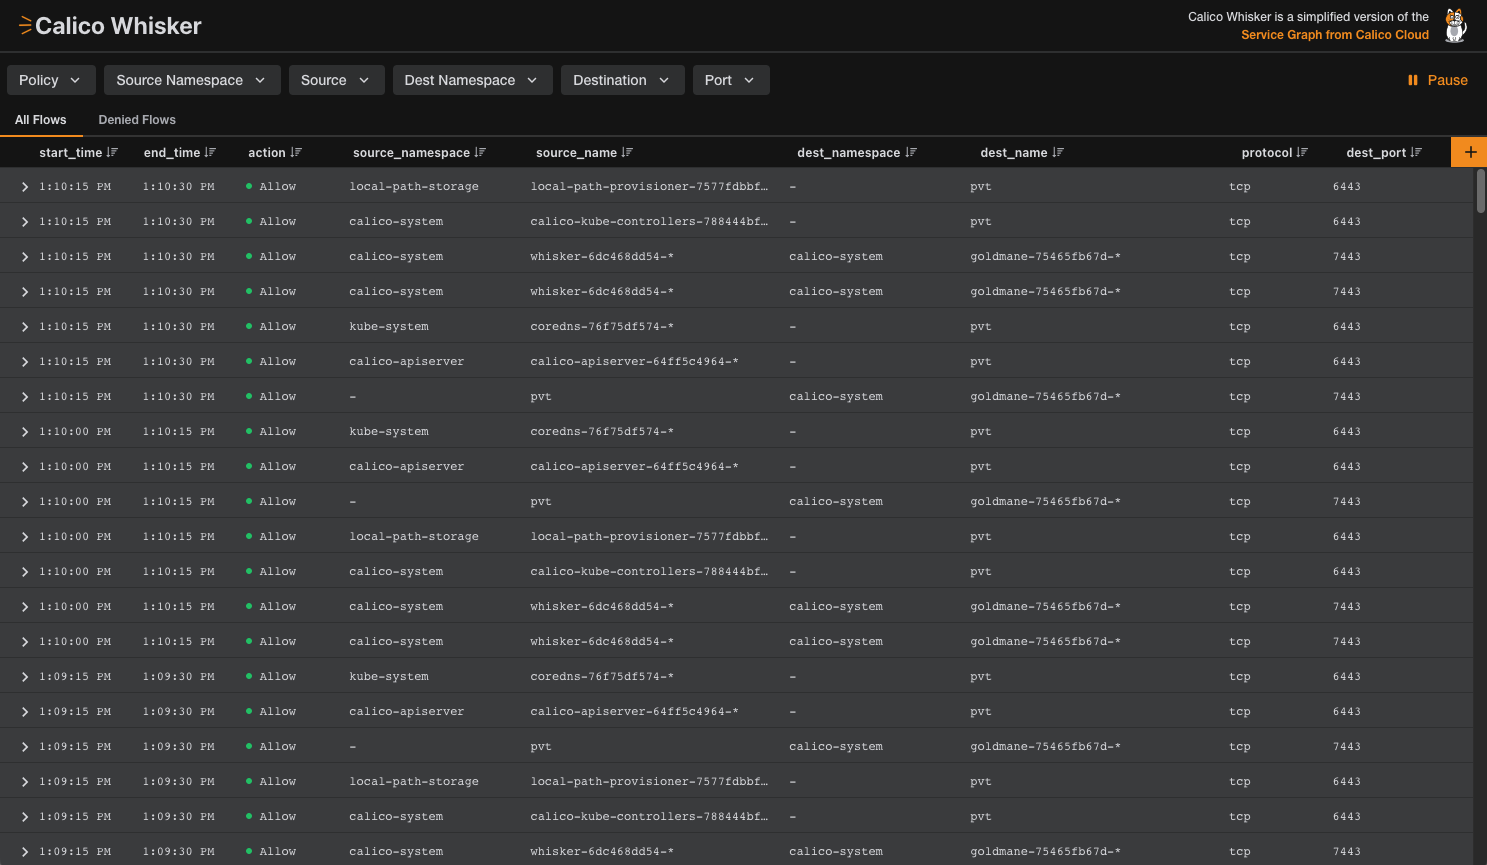 Calico Whisker
Calico Whisker is a simplified version of the
Service Graph from Calico Cloud
Policy Source Namespace Source Dest Namespace Destination Port Pause
All Flows Denied Flows
start_time end_time action source_namespace source_name dest_namespace dest_name protocol dest_port +
1:10:15 PM 1:10:30 PM Allow local-path-storage local-path-provisioner-7577fdbbf… - pvt tcp 6443
1:10:15 PM 1:10:30 PM Allow calico-system calico-kube-controllers-788444bf… - pvt tcp 6443
1:10:15 PM 1:10:30 PM Allow calico-system whisker-6dc468dd54-* calico-system goldmane-75465fb67d-* tcp 7443
1:10:15 PM 1:10:30 PM Allow calico-system whisker-6dc468dd54-* calico-system goldmane-75465fb67d-* tcp 7443
1:10:15 PM 1:10:30 PM Allow kube-system coredns-76f75df574-* - pvt tcp 6443
1:10:15 PM 1:10:30 PM Allow calico-apiserver calico-apiserver-64ff5c4964-* - pvt tcp 6443
1:10:15 PM 1:10:30 PM Allow - pvt calico-system goldmane-75465fb67d-* tcp 7443
1:10:00 PM 1:10:15 PM Allow kube-system coredns-76f75df574-* - pvt tcp 6443
1:10:00 PM 1:10:15 PM Allow calico-apiserver calico-apiserver-64ff5c4964-* - pvt tcp 6443
1:10:00 PM 1:10:15 PM Allow - pvt calico-system goldmane-75465fb67d-* tcp 7443
1:10:00 PM 1:10:15 PM Allow local-path-storage local-path-provisioner-7577fdbbf… - pvt tcp 6443
1:10:00 PM 1:10:15 PM Allow calico-system calico-kube-controllers-788444bf… - pvt tcp 6443
1:10:00 PM 1:10:15 PM Allow calico-system whisker-6dc468dd54-* calico-system goldmane-75465fb67d-* tcp 7443
1:10:00 PM 1:10:15 PM Allow calico-system whisker-6dc468dd54-* calico-system goldmane-75465fb67d-* tcp 7443
1:09:15 PM 1:09:30 PM Allow kube-system coredns-76f75df574-* - pvt tcp 6443
1:09:15 PM 1:09:30 PM Allow calico-apiserver calico-apiserver-64ff5c4964-* - pvt tcp 6443
1:09:15 PM 1:09:30 PM Allow - pvt calico-system goldmane-75465fb67d-* tcp 7443
1:09:15 PM 1:09:30 PM Allow local-path-storage local-path-provisioner-7577fdbbf… - pvt tcp 6443
1:09:15 PM 1:09:30 PM Allow calico-system calico-kube-controllers-788444bf… - pvt tcp 6443
1:09:15 PM 1:09:30 PM Allow calico-system whisker-6dc468dd54-* calico-system goldmane-75465fb67d-* tcp 7443